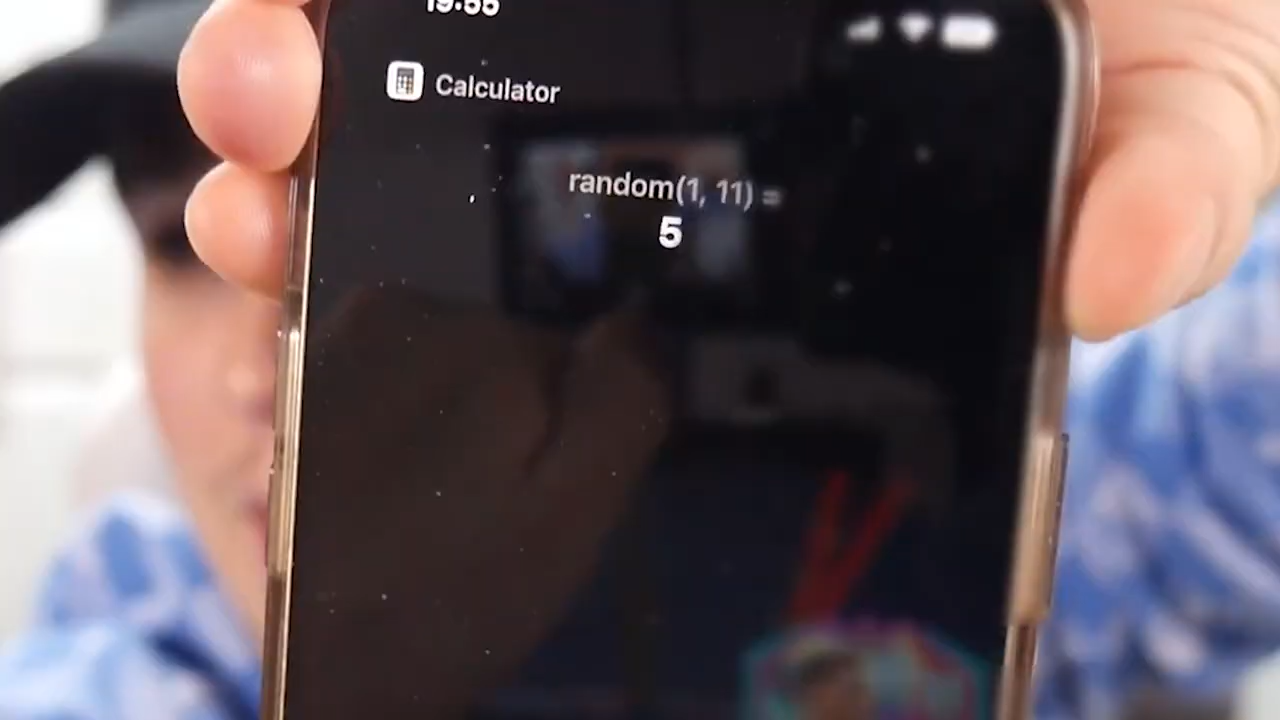 19:55
Calculator
random(1, 11) =
5